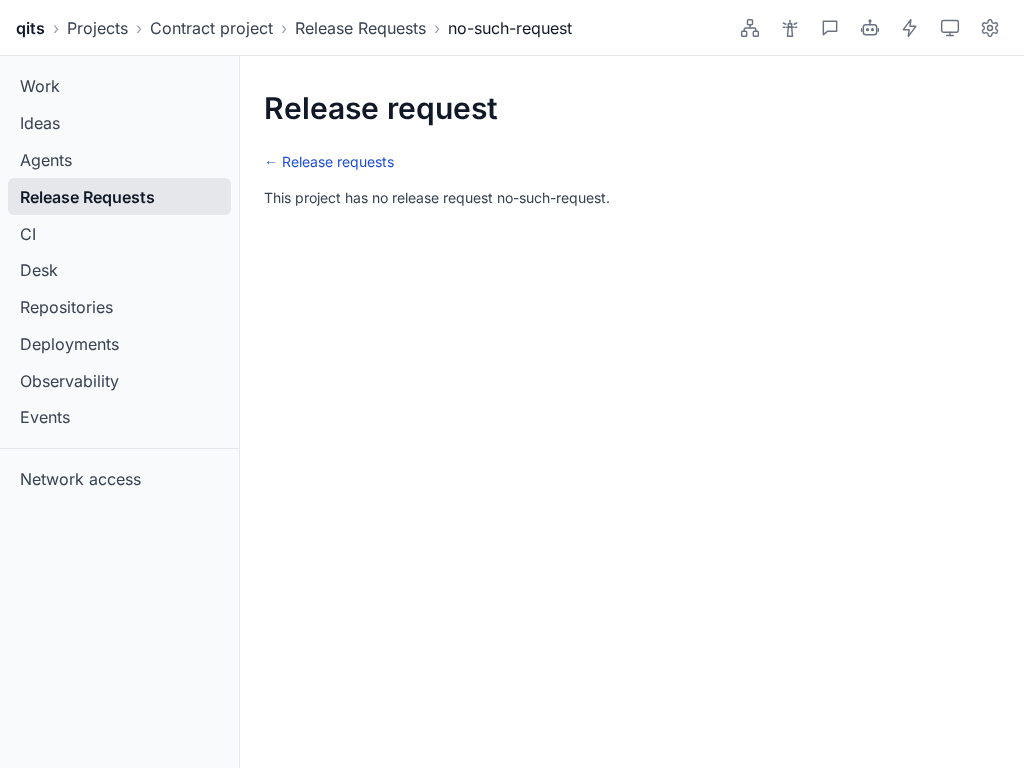 qits › Projects › Contract project › Release Requests › no-such-request
Work
Ideas
Agents
Release Requests
CI
Desk
Repositories
Deployments
Observability
Events
Network access
Release request
← Release requests
This project has no release request no-such-request.